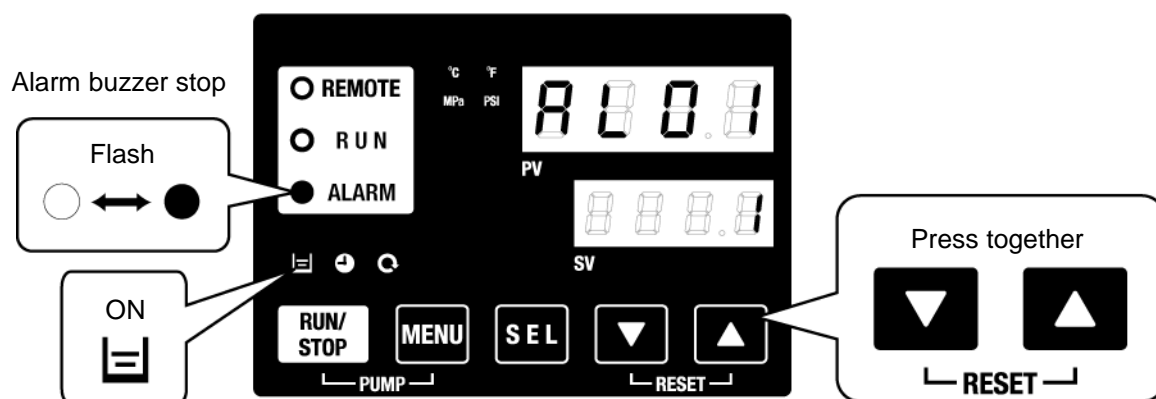 Alarm buzzer stop
Flash
ON
REMOTE
RUN
ALARM
°C °F
MPa PSI
AL01
PV
1
SV
RUN/
STOP
MENU
SEL
PUMP
RESET
Press together
RESET